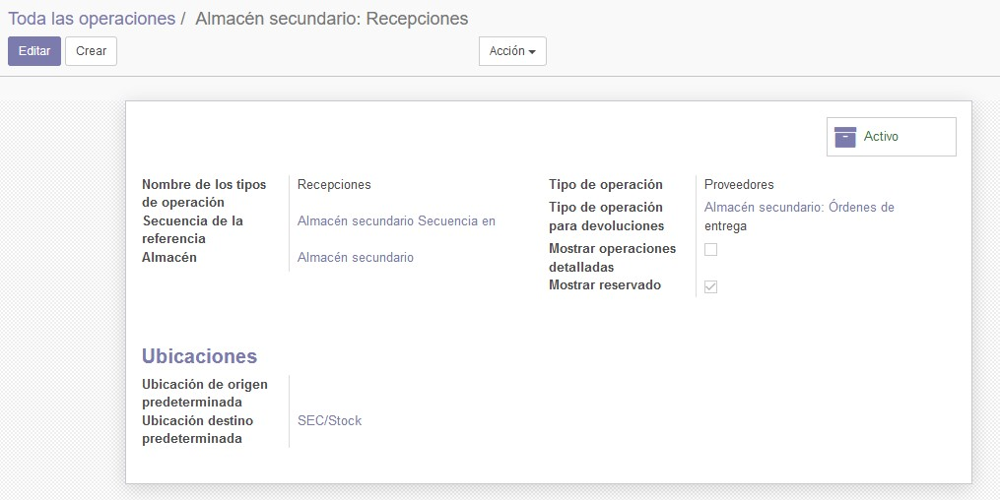 Toda las operaciones / Almacén secundario: Recepciones
Editar Crear Acción
Activo
Nombre de los tipos
de operación
Recepciones
Secuencia de la
referencia
Almacén secundario Secuencia en
Almacén
Almacén secundario
Tipo de operación
Proveedores
Tipo de operación
para devoluciones
Almacén secundario: Órdenes de
entrega
Mostrar operaciones
detalladas
Mostrar reservado
Ubicaciones
Ubicación de origen
predeterminada
Ubicación destino
predeterminada
SEC/Stock